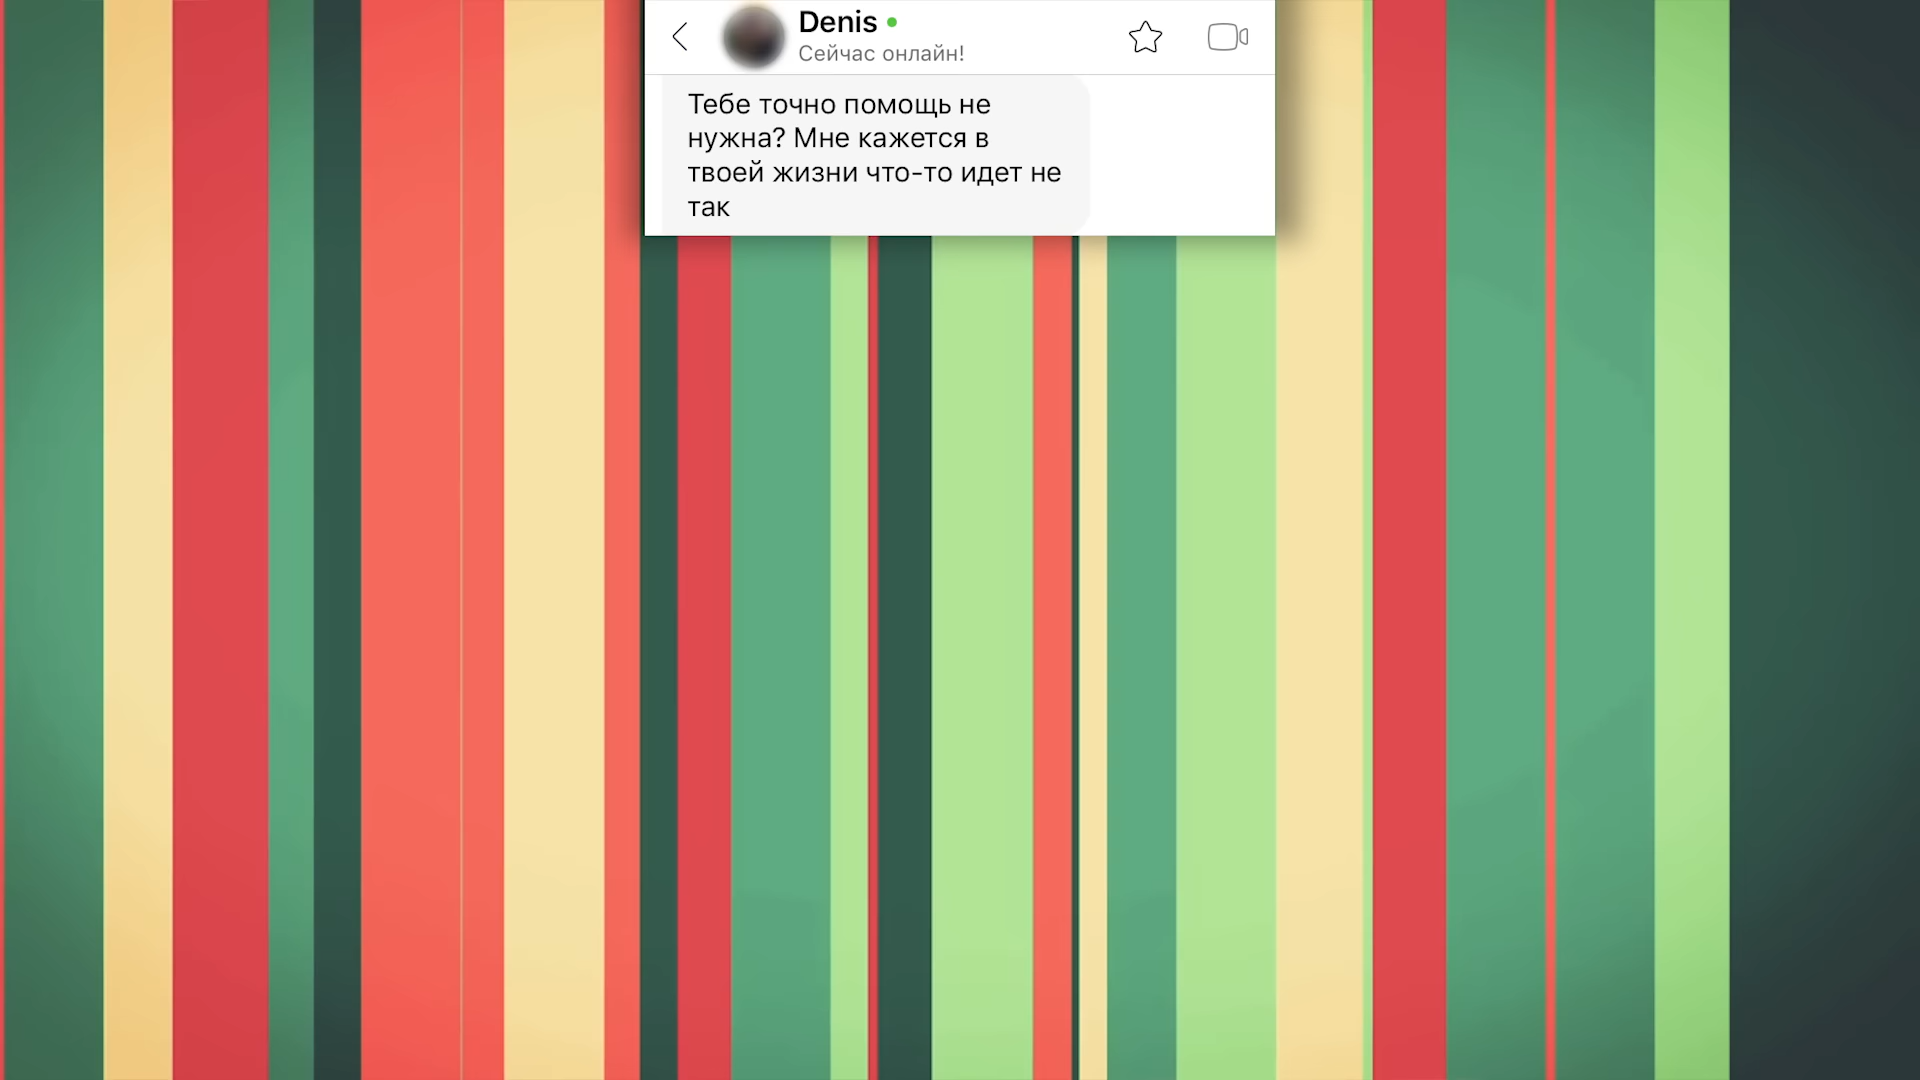 Denis
Сейчас онлайн!
Тебе точно помощь не
нужна? Мне кажется в
твоей жизни что-то идет не
так